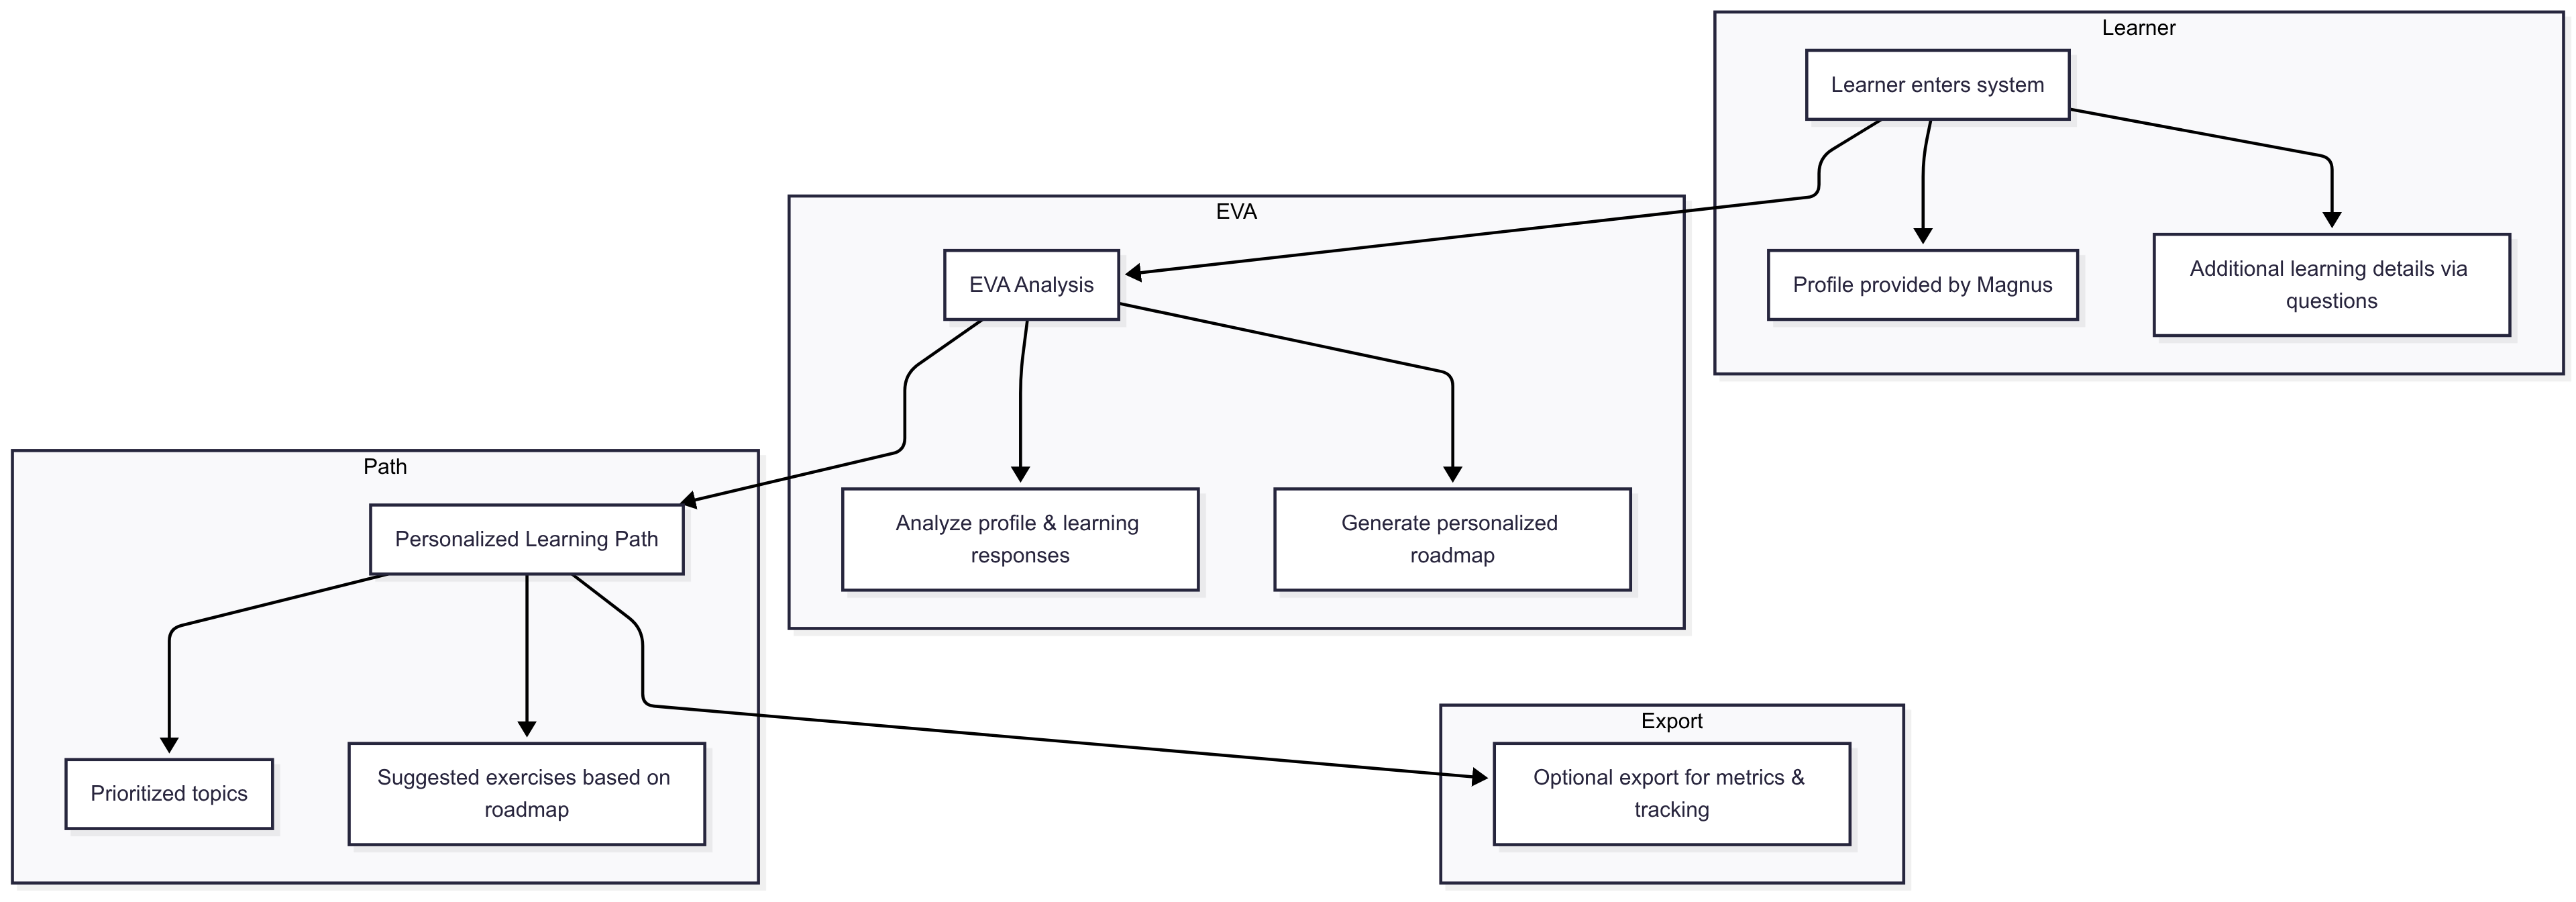 Learner
Learner enters system
Profile provided by Magnus
Additional learning details via
questions
EVA
EVA Analysis
Analyze profile & learning
responses
Generate personalized
roadmap
Path
Personalized Learning Path
Prioritized topics
Suggested exercises based on
roadmap
Export
Optional export for metrics &
tracking